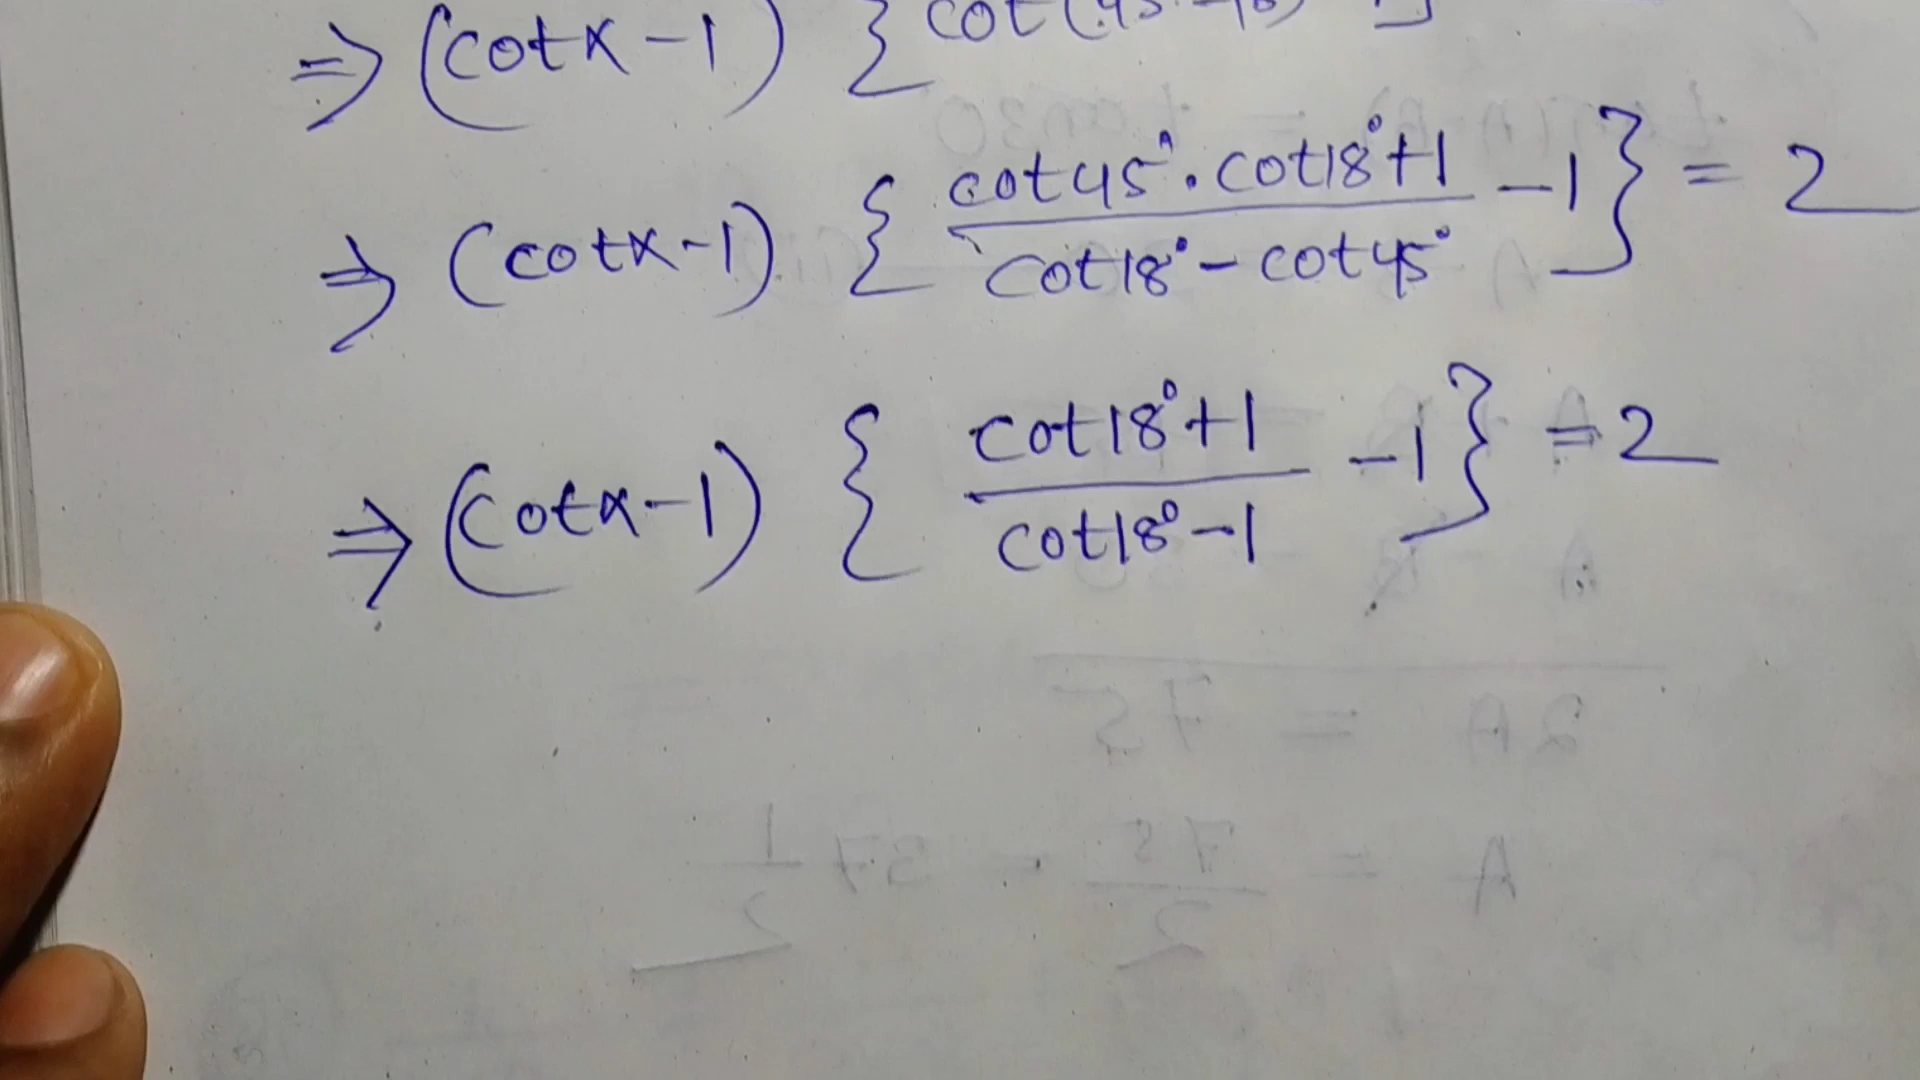 ⇒ (cotx-1) { cot(45°-18°)
⇒ (cotx-1) { cot45°.cot18°+1 / cot18°-cot45° -1} = 2
⇒ (cotx-1) { cot18°+1 / cot18°-1 -1} = 2